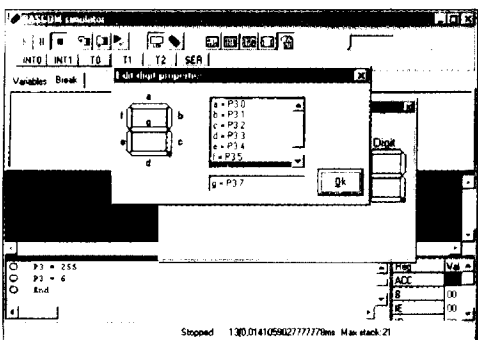 BASCOM simulator
INT0 INT1 T0 T1 T2 SER
Variables Break
Edit digit properties
a
f b
g
e c
d
a = P3.0
b = P3.1
c = P3.2
d = P3.3
e = P3.4
f = P3.5
g = P3.7
Ok
Digit
P3 = 255
P3 = 6
End
Reg Val
ACC
B 00
IE 00
Stopped
Max stack: 21